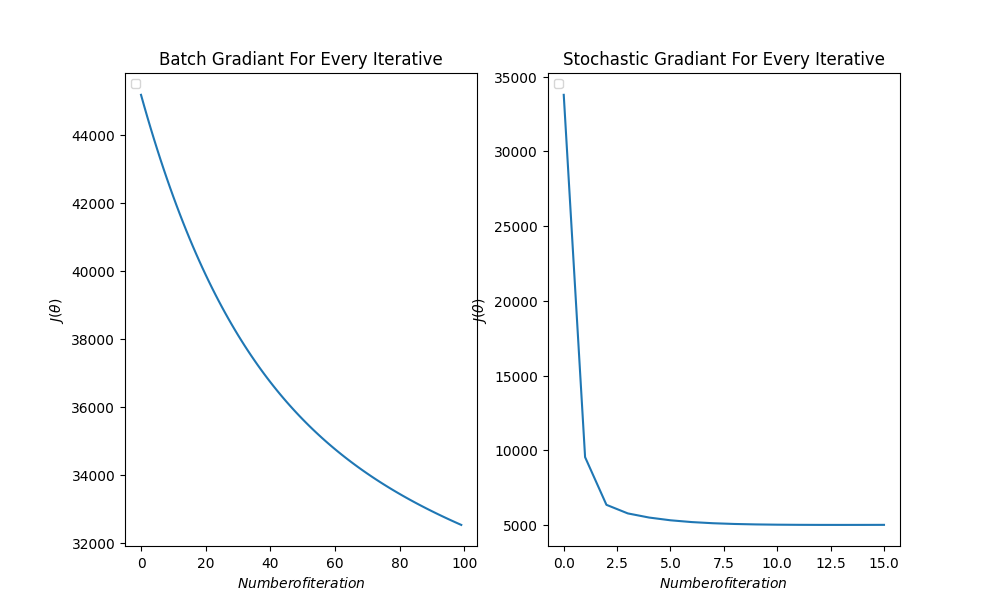 Batch Gradiant For Every Iterative
44000
42000
40000
38000
36000
34000
32000
J(θ)
0 20 40 60 80 100
Numberofiteration
Stochastic Gradiant For Every Iterative
35000
30000
25000
20000
15000
10000
5000
J(θ)
0.0 2.5 5.0 7.5 10.0 12.5 15.0
Numberofiteration